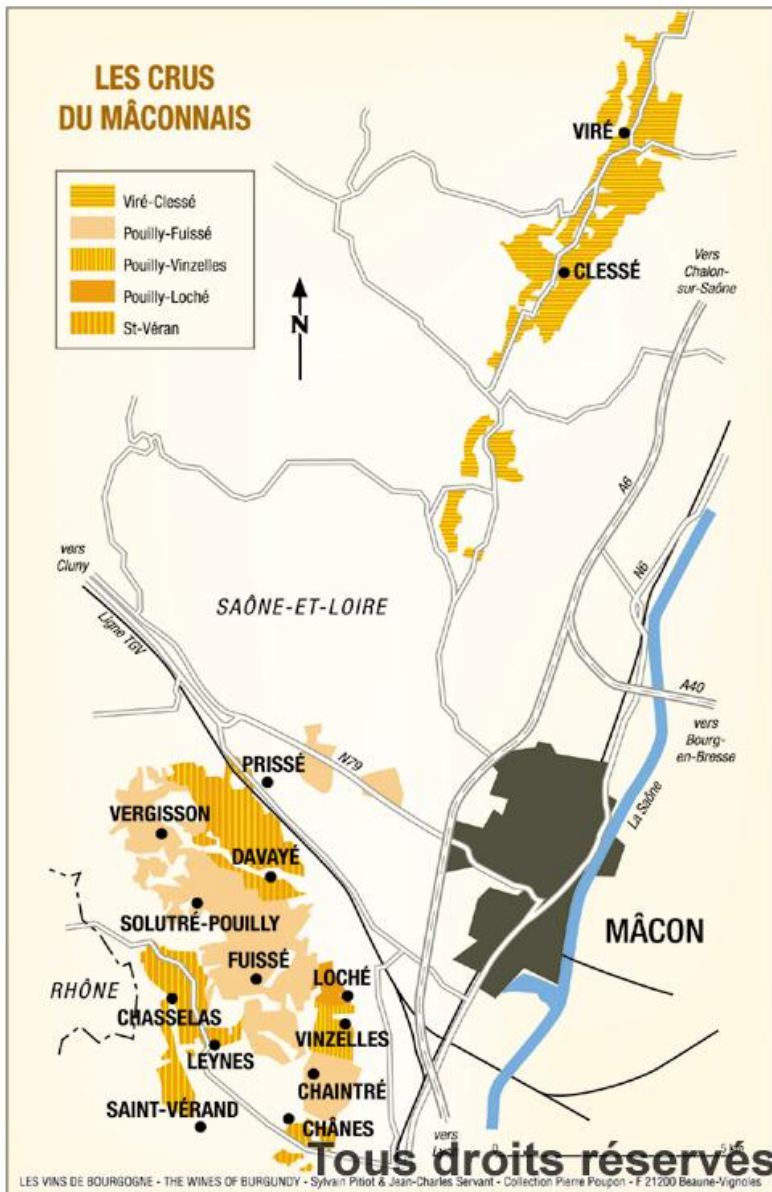 LES CRUS
DU MÂCONNAIS
Viré-Clessé
Pouilly-Fuissé
Pouilly-Vinzelles
Pouilly-Loché
St-Véran
N
VIRÉ
CLESSÉ
Vers
Chalon-
sur-Saône
A6
N6
vers
Cluny
Ligne TGV
SAÔNE-ET-LOIRE
A40
vers
Bourg-
en-Bresse
N79
PRISSÉ
La Saône
VERGISSON
DAVAYÉ
SOLUTRÉ-POUILLY
MÂCON
FUISSÉ
LOCHÉ
RHÔNE
CHASSELAS
VINZELLES
LEYNES
CHAINTRÉ
SAINT-VÉRAND
CHÂNES
vers
0
Tous droits réservés
LES VINS DE BOURGOGNE - THE WINES OF BURGUNDY - Sylvain Pitiot & Jean-Charles Servant - Collection Pierre Poupon - F 21200 Beaune-Vignoles